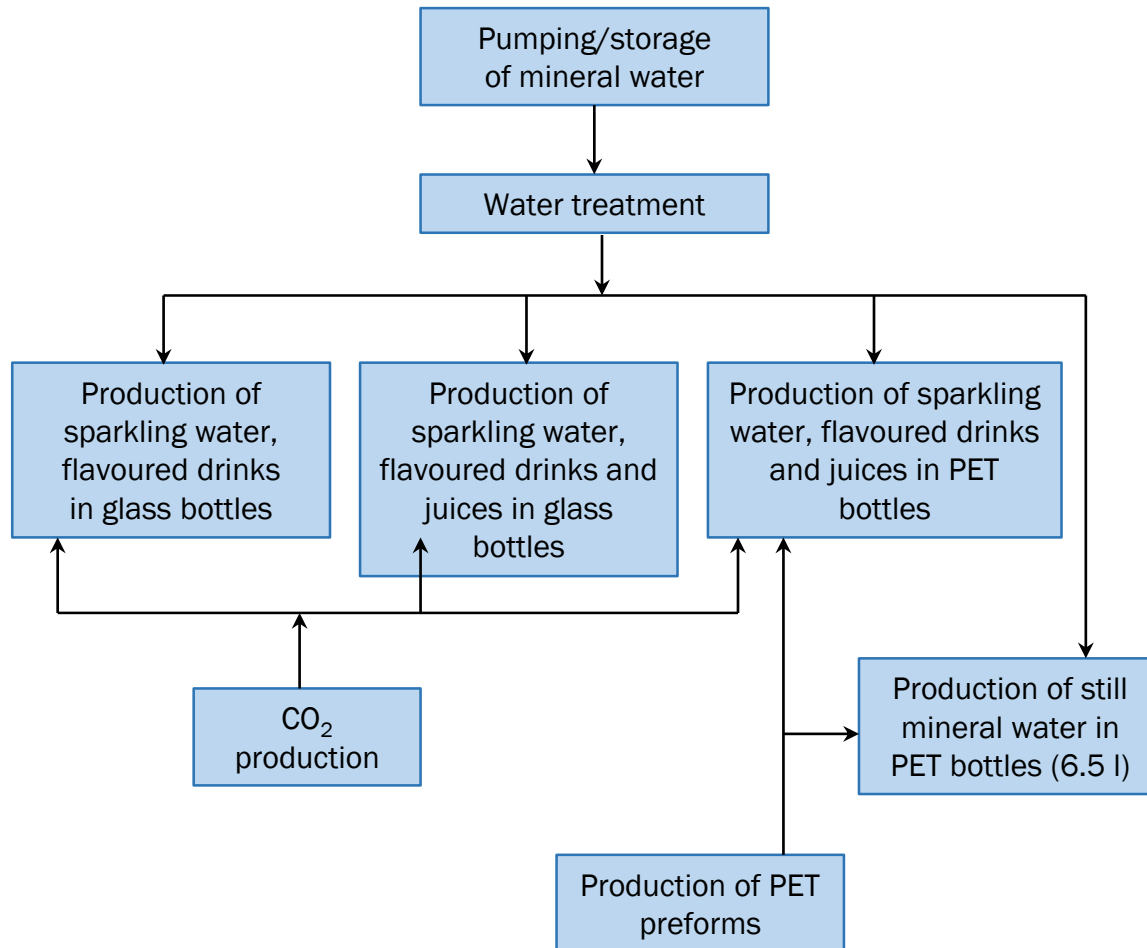 Pumping/storage
of mineral water
Water treatment
Production of
sparkling water,
flavoured drinks
in glass bottles
Production of
sparkling water,
flavoured drinks and
juices in glass
bottles
Production of sparkling
water, flavoured drinks
and juices in PET
bottles
CO₂
production
Production of still
mineral water in
PET bottles (6.5 l)
Production of PET
preforms